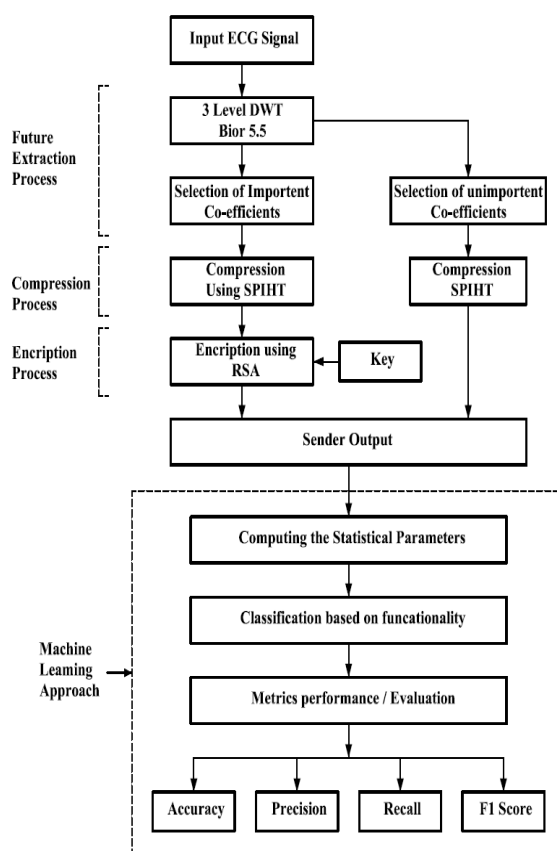 Input ECG Signal
3 Level DWT
Bior 5.5
Future
Extraction
Process
Selection of Importent
Co-efficients
Selection of unimportent
Co-efficients
Compression
Process
Compression
Using SPIHT
Compression
SPIHT
Encription
Process
Encription using
RSA
Key
Sender Output
Computing the Statistical Parameters
Classification based on funcationality
Machine
Leaming
Approach
Metrics performance / Evaluation
Accuracy
Precision
Recall
F1 Score